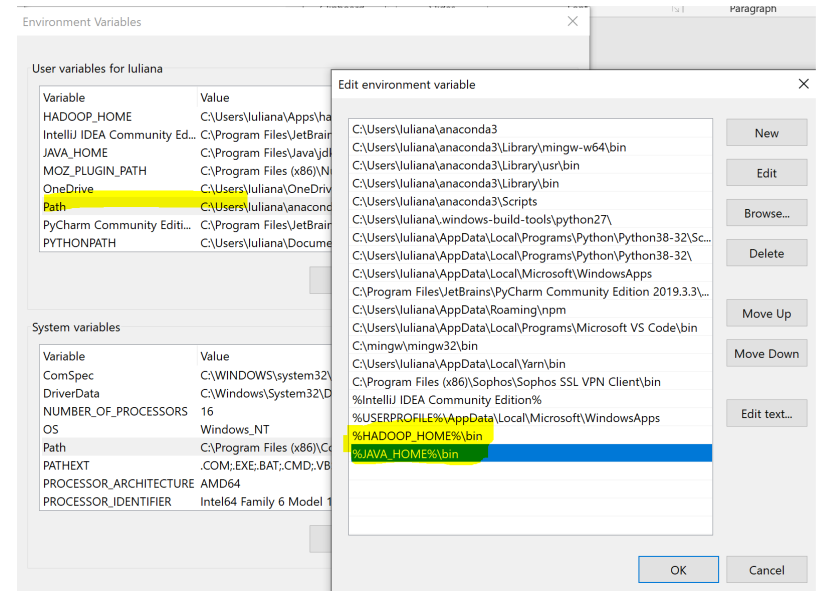 Paragraph
Environment Variables
User variables for Iuliana
Variable Value
HADOOP_HOME C:\Users\Iuliana\Apps\ha
IntelliJ IDEA Community Ed... C:\Program Files\JetBrain
JAVA_HOME C:\Program Files\Java\jdk
MOZ_PLUGIN_PATH C:\Program Files (x86)\Ni
OneDrive C:\Users\Iuliana\OneDriv
Path C:\Users\Iuliana\anacond
PyCharm Community Editi... C:\Program Files\JetBrain
PYTHONPATH C:\Users\Iuliana\Docume
System variables
Variable Value
ComSpec C:\WINDOWS\system32\
DriverData C:\Windows\System32\D
NUMBER_OF_PROCESSORS 16
OS Windows_NT
Path C:\Program Files (x86)\Co
PATHEXT .COM;.EXE;.BAT;.CMD;.VB
PROCESSOR_ARCHITECTURE AMD64
PROCESSOR_IDENTIFIER Intel64 Family 6 Model 1
Edit environment variable
C:\Users\Iuliana\anaconda3
C:\Users\Iuliana\anaconda3\Library\mingw-w64\bin
C:\Users\Iuliana\anaconda3\Library\usr\bin
C:\Users\Iuliana\anaconda3\Library\bin
C:\Users\Iuliana\anaconda3\Scripts
C:\Users\Iuliana\.windows-build-tools\python27\
C:\Users\Iuliana\AppData\Local\Programs\Python\Python38-32\Sc...
C:\Users\Iuliana\AppData\Local\Programs\Python\Python38-32\
C:\Users\Iuliana\AppData\Local\Microsoft\WindowsApps
C:\Program Files\JetBrains\PyCharm Community Edition 2019.3.3\...
C:\Users\Iuliana\AppData\Roaming\npm
C:\Users\Iuliana\AppData\Local\Programs\Microsoft VS Code\bin
C:\mingw\mingw32\bin
C:\Users\Iuliana\AppData\Local\Yarn\bin
C:\Program Files (x86)\Sophos\Sophos SSL VPN Client\bin
%IntelliJ IDEA Community Edition%
%USERPROFILE%\AppData\Local\Microsoft\WindowsApps
%HADOOP_HOME%\bin
%JAVA_HOME%\bin
New
Edit
Browse...
Delete
Move Up
Move Down
Edit text...
OK
Cancel